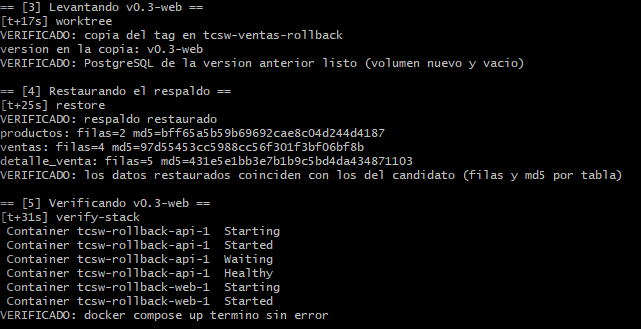 == [3] Levantando v0.3-web ==
[t+17s] worktree
VERIFICADO: copia del tag en tcsw-ventas-rollback
version en la copia: v0.3-web
VERIFICADO: PostgreSQL de la version anterior listo (volumen nuevo y vacio)
== [4] Restaurando el respaldo ==
[t+25s] restore
VERIFICADO: respaldo restaurado
productos: filas=2 md5=bff65a5b59b69692cae8c04d244d4187
ventas: filas=4 md5=97d55453cc5988cc56f301f3bf06bf8b
detalle_venta: filas=5 md5=431e5e1bb3e7b1b9c5bd4da434871103
VERIFICADO: los datos restaurados coinciden con los del candidato (filas y md5 por tabla)
== [5] Verificando v0.3-web ==
[t+31s] verify-stack
Container tcsw-rollback-api-1  Starting
Container tcsw-rollback-api-1  Started
Container tcsw-rollback-api-1  Waiting
Container tcsw-rollback-api-1  Healthy
Container tcsw-rollback-web-1  Starting
Container tcsw-rollback-web-1  Started
VERIFICADO: docker compose up termino sin error